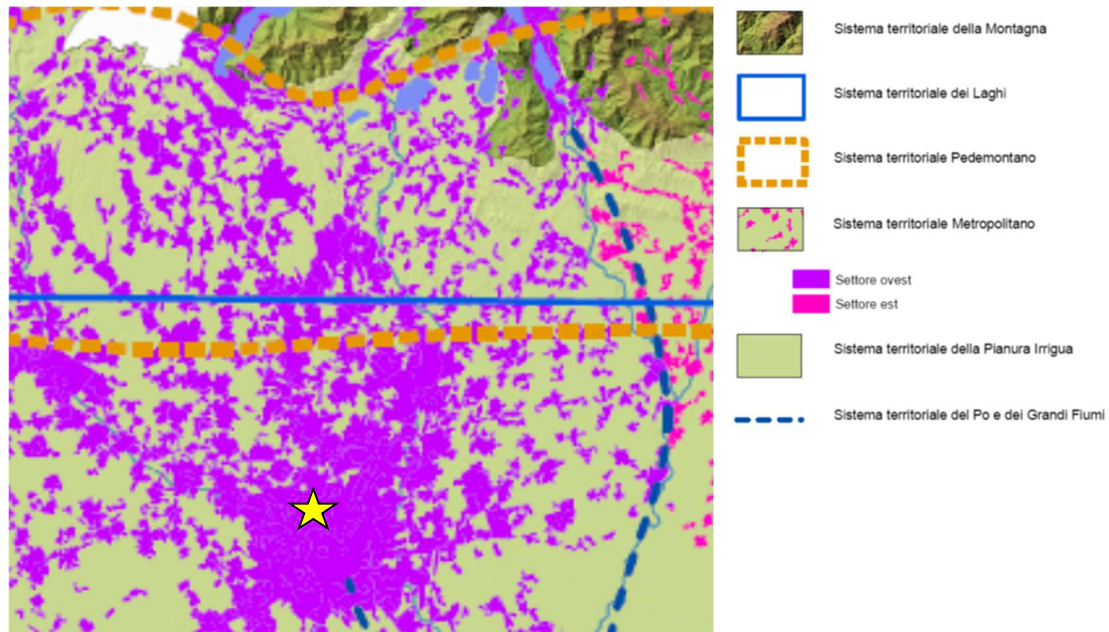 Sistema territoriale della Montagna
Sistema territoriale dei Laghi
Sistema territoriale Pedemontano
Sistema territoriale Metropolitano
Settore ovest
Settore est
Sistema territoriale della Pianura Irrigua
Sistema territoriale del Po e dei Grandi Fiumi